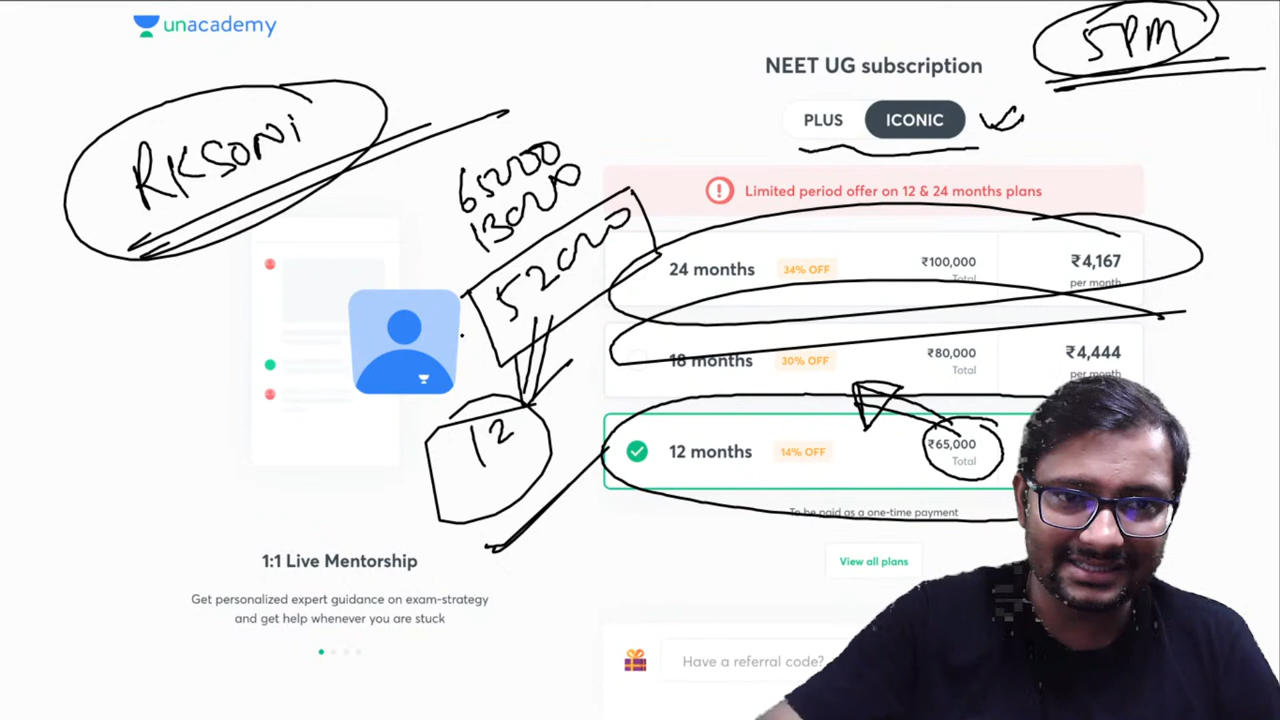 unacademy
5PM
NEET UG subscription
PLUS
ICONIC
RKSONI
65000
13000
52000
12
Limited period offer on 12 & 24 months plans
24 months
34% OFF
₹100,000
Total
₹4,167
per month
18 months
30% OFF
₹80,000
Total
₹4,444
per month
12 months
14% OFF
₹65,000
Total
To be paid as a one-time payment
View all plans
1:1 Live Mentorship
Get personalized expert guidance on exam-strategy
and get help whenever you are stuck
Have a referral code?